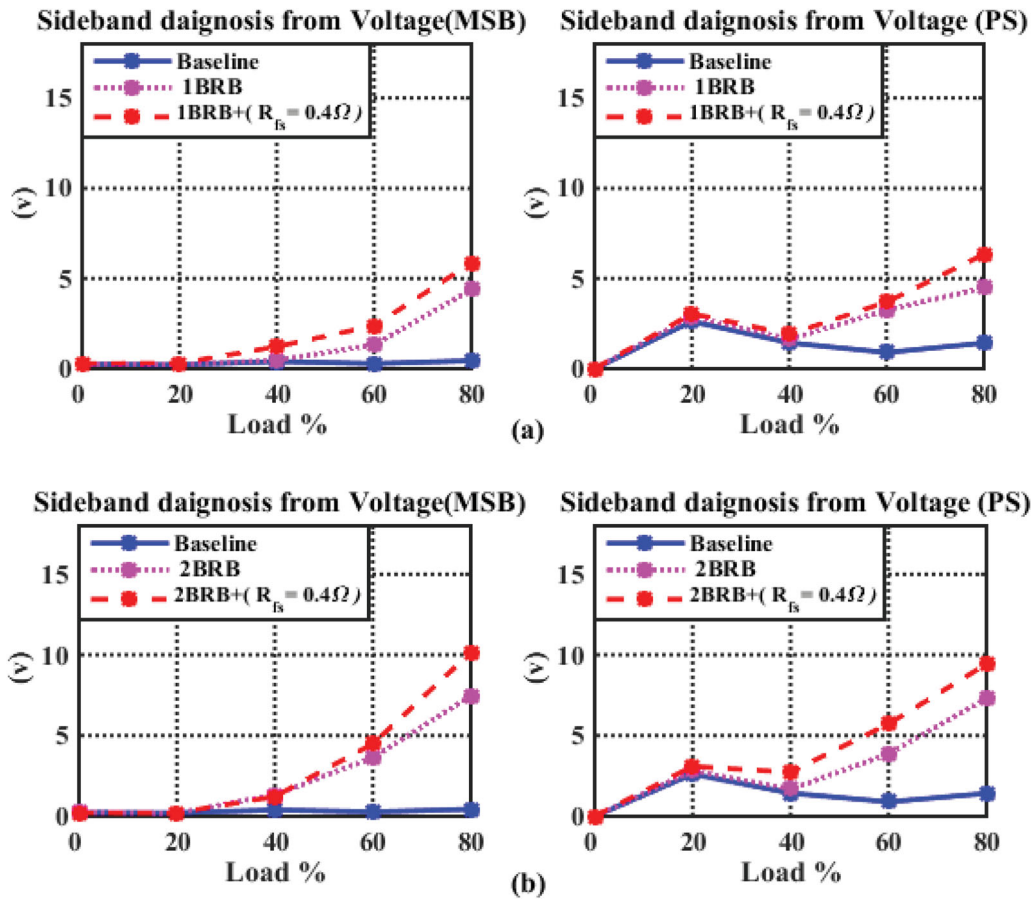 Sideband daignosis from Voltage(MSB)
Baseline
1BRB
1BRB+( Rfs = 0.4Ω )
15
10
5
0
(v)
0 20 40 60 80
Load %
Sideband daignosis from Voltage (PS)
Baseline
1BRB
1BRB+( Rfs = 0.4Ω )
15
10
5
0
(v)
0 20 40 60 80
Load %
(a)
Sideband daignosis from Voltage(MSB)
Baseline
2BRB
2BRB+( Rfs = 0.4Ω )
15
10
5
0
(v)
0 20 40 60 80
Load %
Sideband daignosis from Voltage (PS)
Baseline
2BRB
2BRB+( Rfs = 0.4Ω )
15
10
5
0
(v)
0 20 40 60 80
Load %
(b)